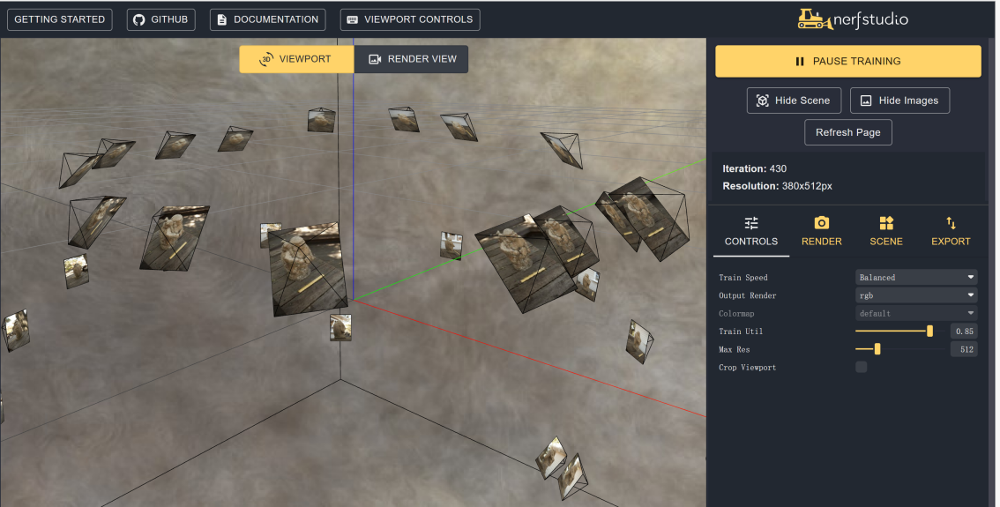 GETTING STARTED
GITHUB
DOCUMENTATION
VIEWPORT CONTROLS
nerfstudio
3D VIEWPORT
RENDER VIEW
PAUSE TRAINING
Hide Scene
Hide Images
Refresh Page
Iteration: 430
Resolution: 380x512px
CONTROLS
RENDER
SCENE
EXPORT
Train Speed Balanced
Output Render rgb
Colormap default
Train Util 0.85
Max Res 512
Crop Viewport